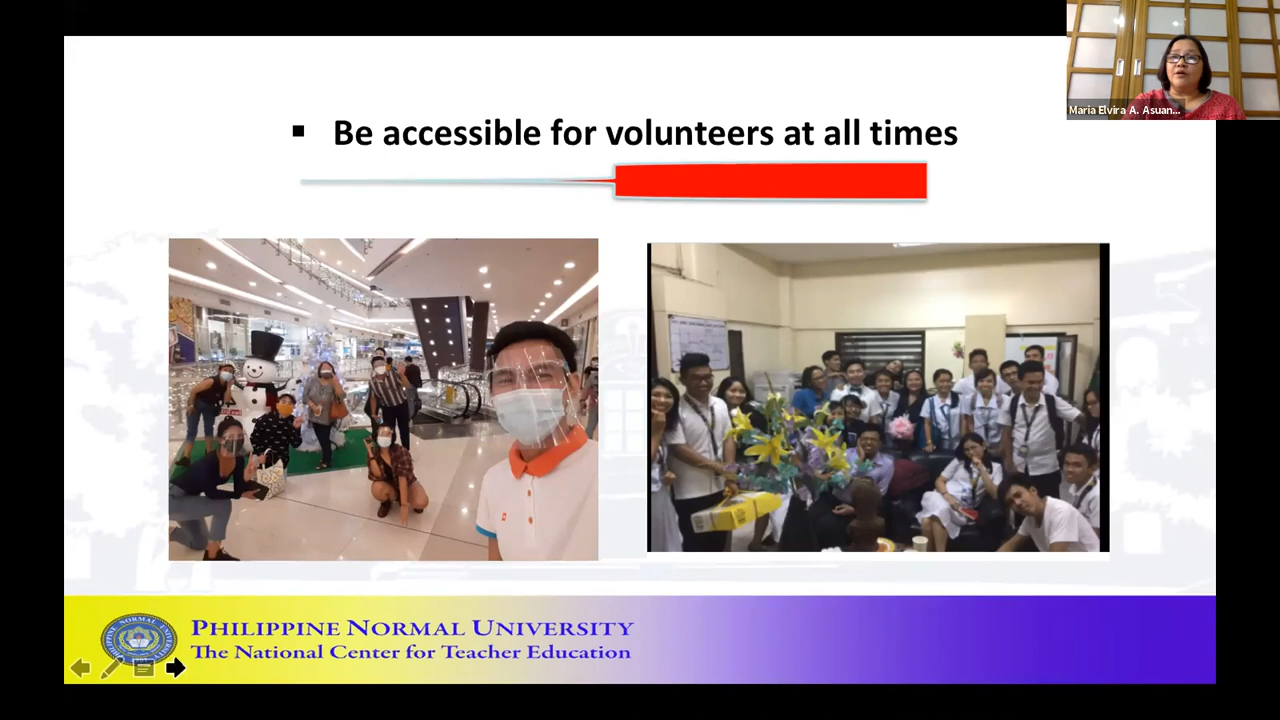 Maria Elvira A. Asuan...
▪ Be accessible for volunteers at all times
PHILIPPINE NORMAL UNIVERSITY
The National Center for Teacher Education